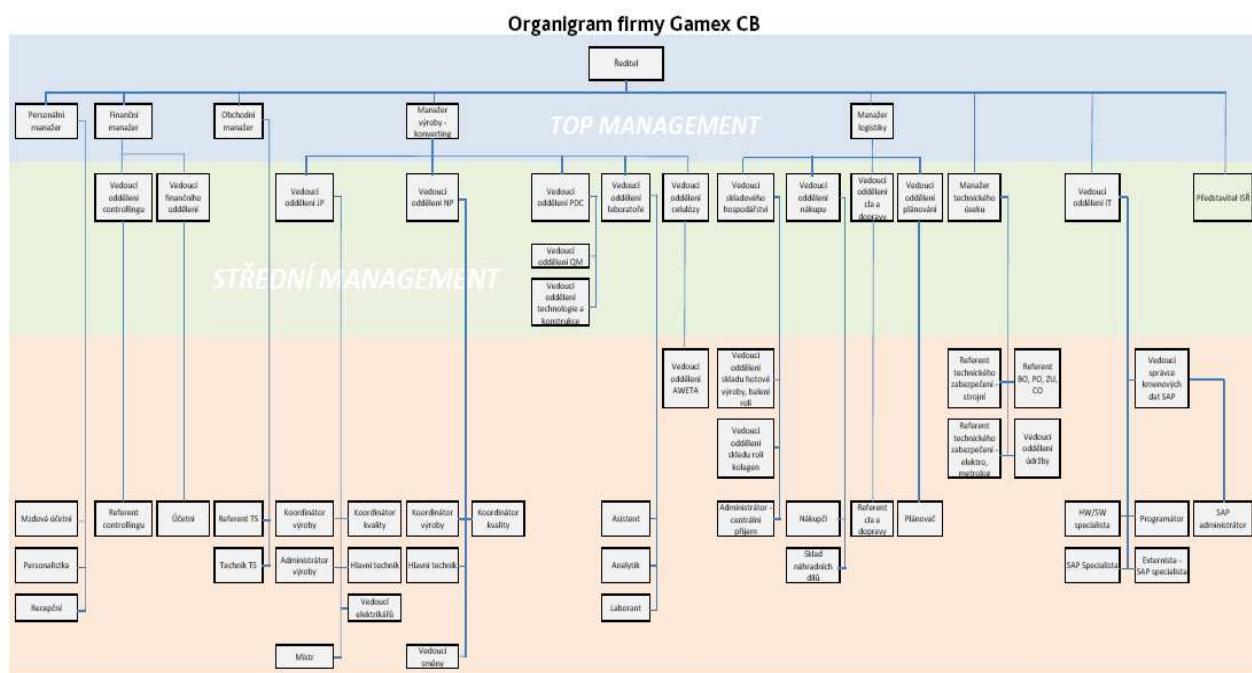 Organigram firmy Gamex CB
Ředitel
Personální
manažer
Finanční
manažer
Obchodní
manažer
Manažer
výroby -
konverting
TOP MANAGEMENT
Manažer
logistiky
Vedoucí
oddělení
controllingu
Vedoucí
finančního
oddělení
Vedoucí
oddělení JP
Vedoucí
oddělení NP
Vedoucí
oddělení PDC
Vedoucí
oddělení
laboratoře
Vedoucí
oddělení
celulózy
Vedoucí
oddělení
skladového
hospodářství
Vedoucí
oddělení
nákupu
Vedoucí
oddělení
cla a
dopravy
Vedoucí
oddělení
plánování
Manažer
technického
úseku
Vedoucí
oddělení IT
Představitel ISŘ
Vedoucí
oddělení QM
STŘEDNÍ MANAGEMENT
Vedoucí
oddělení
technologie a
konstrukce
Vedoucí
oddělení
AWETA
Vedoucí
oddělení
skladu hotové
výroby, balení
rolí
Referent
technického
zabezpečení -
strojní
Referent
BO, PO, ŽU,
CO
Vedoucí
správce
kmenových
dat SAP
Vedoucí
oddělení
skladu rolí
kolagen
Referent
technického
zabezpečení -
elektro,
metrolog
Vedoucí
oddělení
údržby
Mzdová účetní
Referent
controllingu
Účetní
Referent TS
Koordinátor
výroby
Koordinátor
kvality
Koordinátor
výroby
Koordinátor
kvality
Asistent
Administrátor -
centrální
příjem
Nákupčí
Referent
cla a
dopravy
Plánovač
HW/SW
specialista
Programátor
SAP
administrátor
Personalistka
Technik TS
Administrátor
výroby
Hlavní technik
Hlavní technik
Analytik
Sklad
náhradních
dílů
SAP Specialista
Externista -
SAP specialista
Recepční
Vedoucí
elektrikářů
Laborant
Mistr
Vedoucí
směny